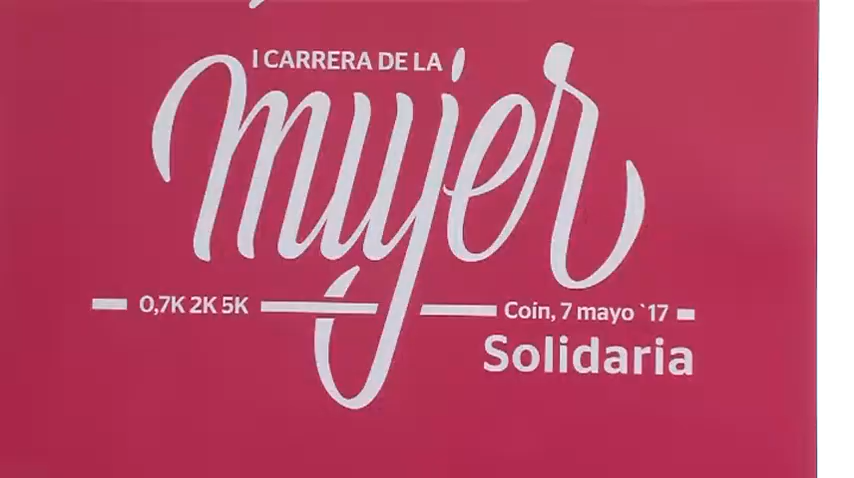 I CARRERA DE LA
mujer
0,7K 2K 5K
Coin, 7 mayo `17
Solidaria